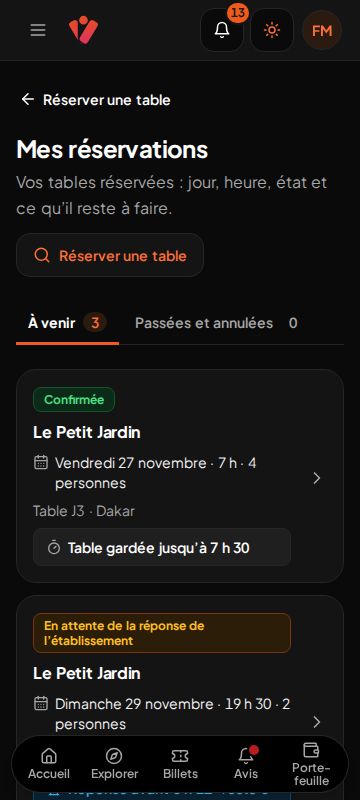 13
FM
Réserver une table
Mes réservations
Vos tables réservées : jour, heure, état et
ce qu’il reste à faire.
Réserver une table
À venir 3 Passées et annulées 0
Confirmée
Le Petit Jardin
Vendredi 27 novembre · 7 h · 4
personnes
Table J3 · Dakar
Table gardée jusqu’à 7 h 30
En attente de la réponse de
l’établissement
Le Petit Jardin
Dimanche 29 novembre · 19 h 30 · 2
personnes
Accueil Explorer Billets Avis Porte-
feuille